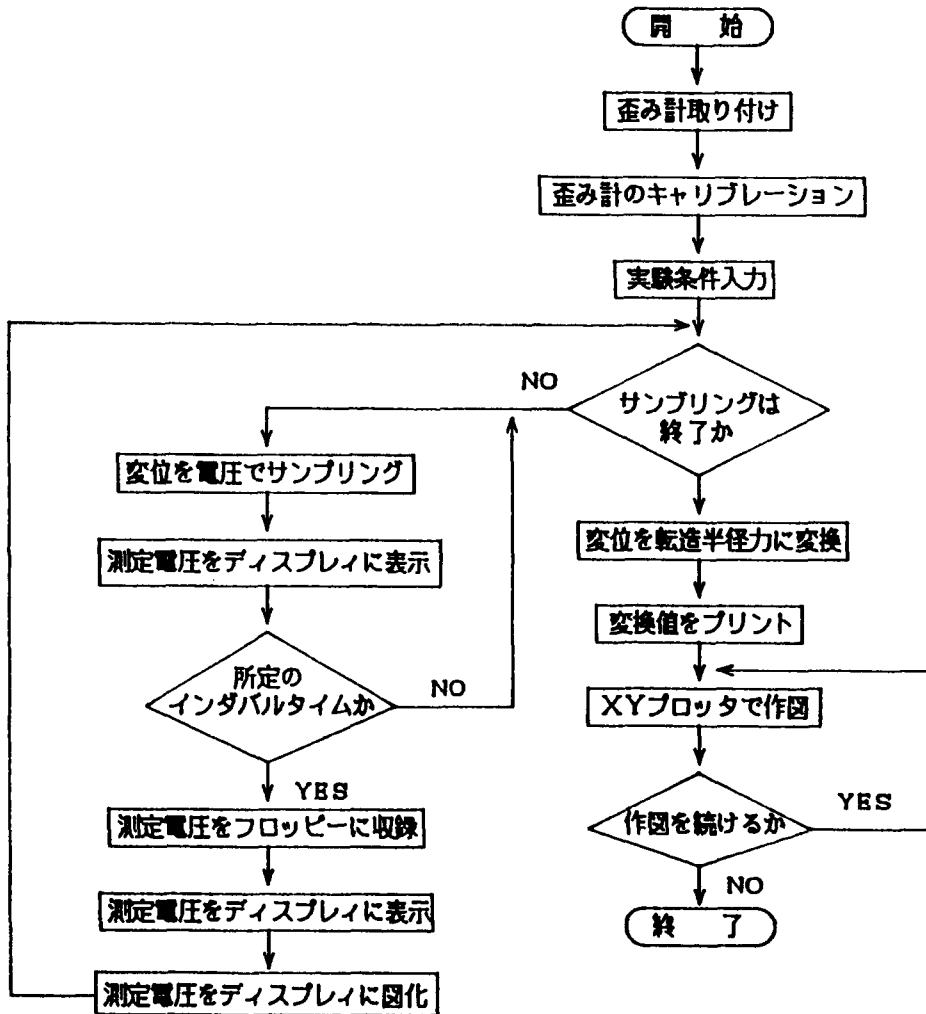 開 始
歪み計取り付け
歪み計のキャリブレーション
実験条件入力
サンプリングは
終了か
NO
変位を電圧でサンプリング
測定電圧をディスプレィに表示
所定の
インダバルタイムか
NO
YES
測定電圧をフロッピーに収録
測定電圧をディスプレィに表示
測定電圧をディスプレィに図化
変位を転造半径力に変換
変換値をプリント
XYプロッタで作図
作図を続けるか
YES
NO
終 了